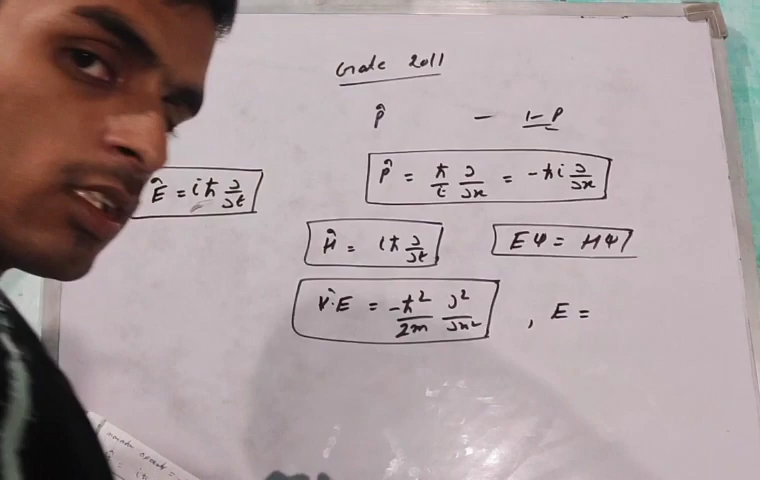 Gate 2011
p̂ - 1-P
Ê = iħ ∂/∂t
p̂ = ħ/i ∂/∂x = -ħi ∂/∂x
Ĥ = iħ ∂/∂t
Eψ = Hψ
K̂.E = -ħ²/2m ∂²/∂x² , E =